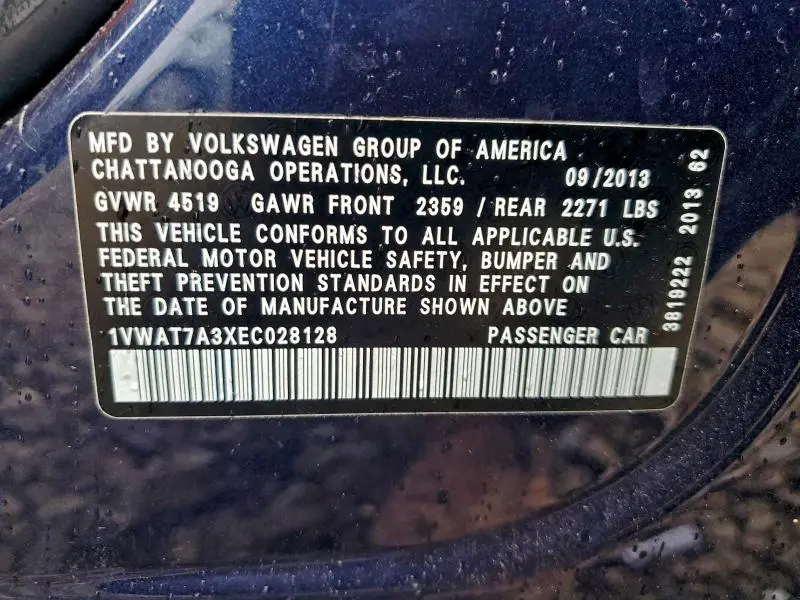 MFD BY VOLKSWAGEN GROUP OF AMERICA
CHATTANOOGA OPERATIONS, LLC. 09/2013
GVWR 4519 GAWR FRONT 2359 / REAR 2271 LBS
THIS VEHICLE CONFORMS TO ALL APPLICABLE U.S.
FEDERAL MOTOR VEHICLE SAFETY, BUMPER AND
THEFT PREVENTION STANDARDS IN EFFECT ON
THE DATE OF MANUFACTURE SHOWN ABOVE
1VWAT7A3XEC028128 PASSENGER CAR
3819222 2013 62